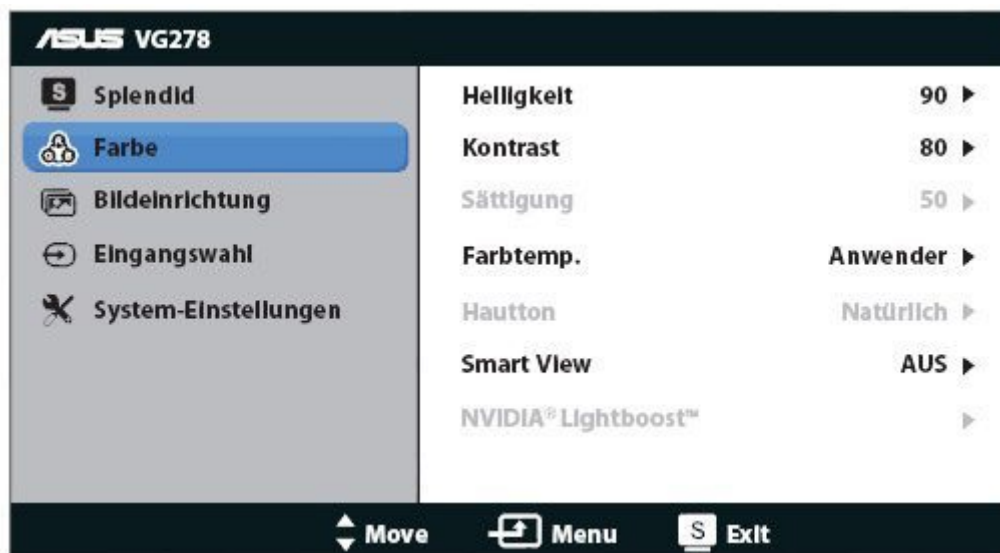 ASUS VG278
Splendid
Farbe
Bildeinrichtung
Eingangswahl
System-Einstellungen
Helligkeit 90
Kontrast 80
Sättigung 50
Farbtemp. Anwender
Hautton Natürlich
Smart View AUS
NVIDIA® Lightboost™
Move Menu S Exit